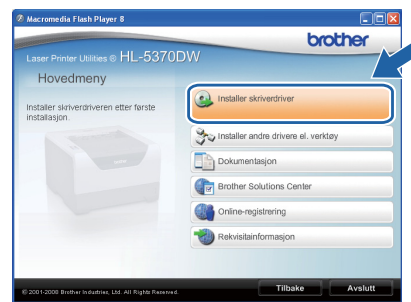 Macromedia Flash Player 8
brother
Laser Printer Utilities ® HL-5370DW
Hovedmeny
Installer skriverdriveren etter første
installasjon.
Installer skriverdriver
Installer andre drivere el. verktøy
Dokumentasjon
Brother Solutions Center
Online-registrering
Rekvisitainformasjon
© 2001-2008 Brother Industries, Ltd. All Rights Reserved.
Tilbake
Avslutt